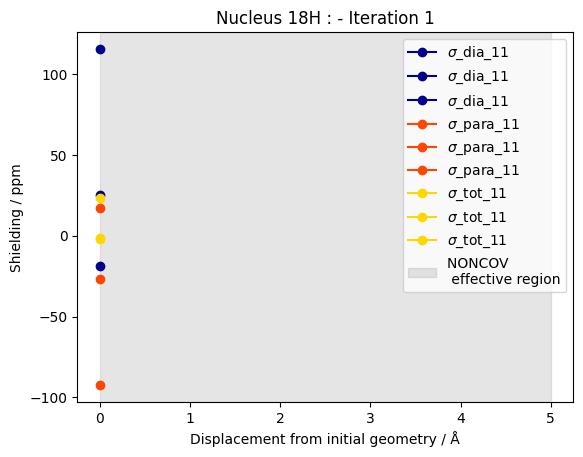 Nucleus 18H : - Iteration 1
Shielding / ppm
100
50
0
−50
−100
σ_dia_11
σ_dia_11
σ_dia_11
σ_para_11
σ_para_11
σ_para_11
σ_tot_11
σ_tot_11
σ_tot_11
NONCOV
effective region
0 1 2 3 4 5
Displacement from initial geometry / Å